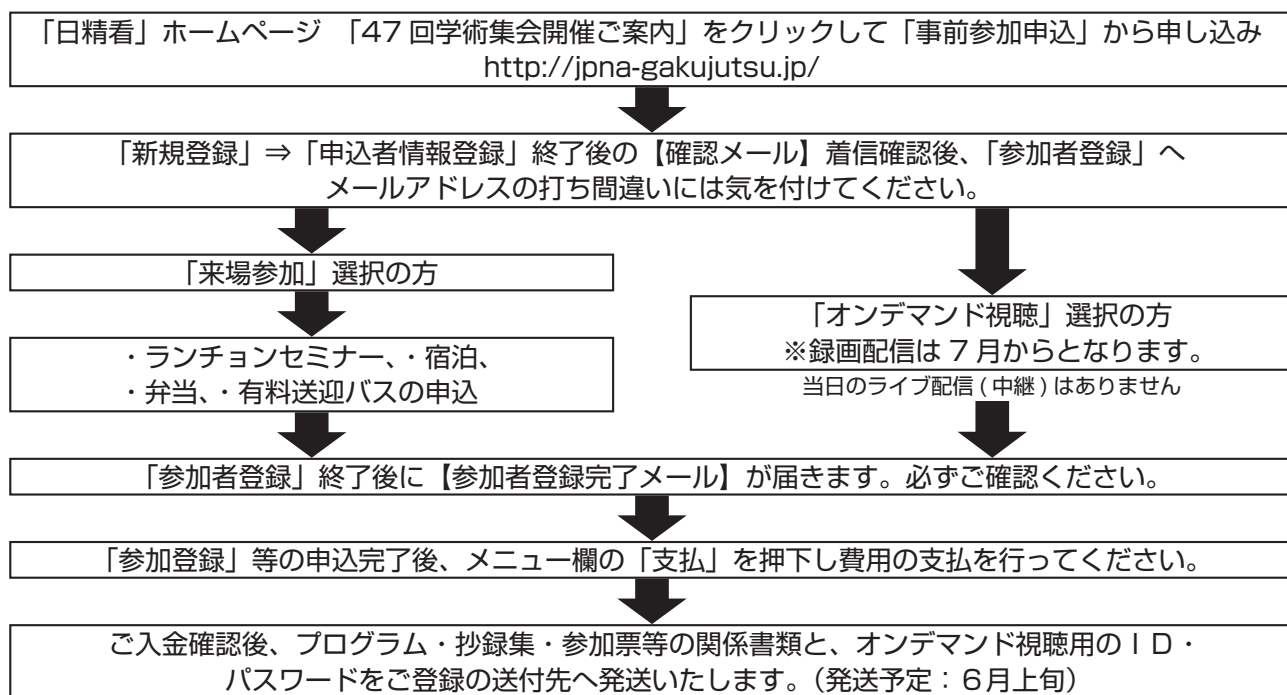 「日精看」ホームページ 「47 回学術集会開催ご案内」をクリックして「事前参加申込」から申し込み
http://jpna-gakujutsu.jp/
「新規登録」⇒「申込者情報登録」終了後の【確認メール】着信確認後、「参加者登録」へ
メールアドレスの打ち間違いには気を付けてください。
「来場参加」選択の方
・ランチョンセミナー、・宿泊、
・弁当、・有料送迎バスの申込
「オンデマンド視聴」選択の方
※録画配信は 7 月からとなります。
当日のライブ配信 ( 中継 ) はありません
「参加者登録」終了後に【参加者登録完了メール】が届きます。必ずご確認ください。
「参加登録」等の申込完了後、メニュー欄の「支払」を押下し費用の支払を行ってください。
ご入金確認後、プログラム・抄録集・参加票等の関係書類と、オンデマンド視聴用のＩＤ・
パスワードをご登録の送付先へ発送いたします。（発送予定：６月上旬）